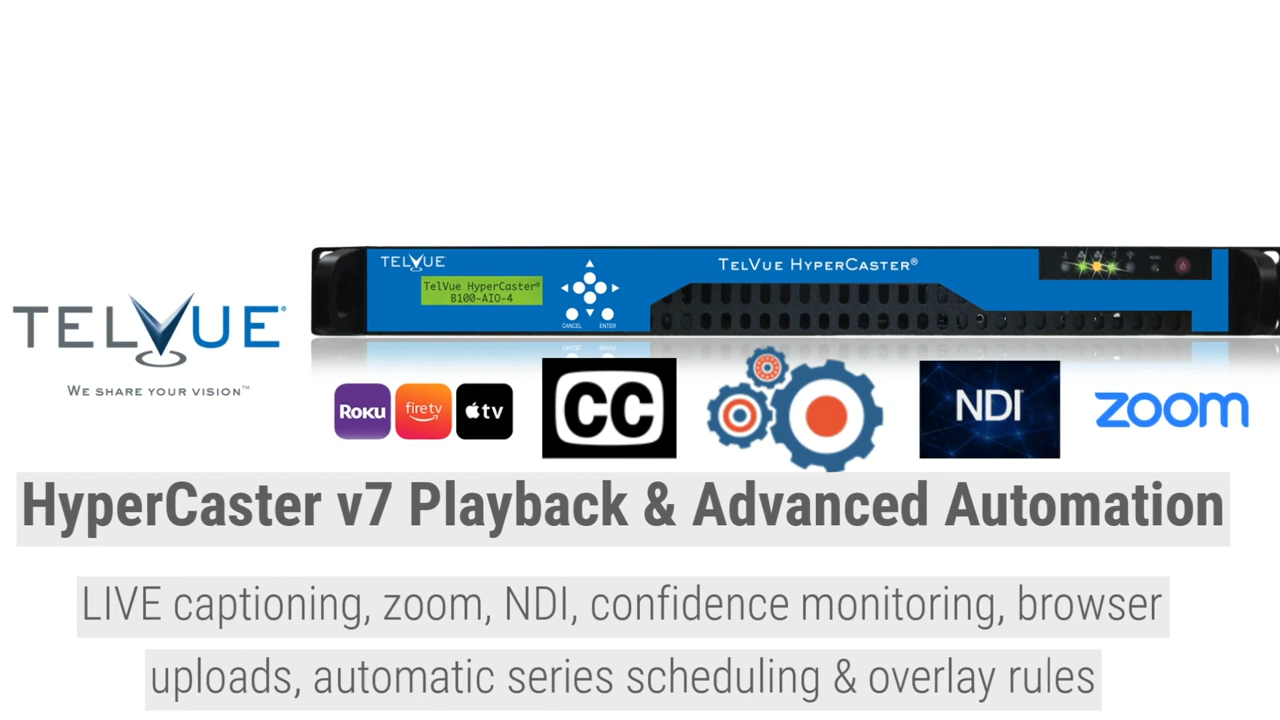 TELVUE
TELVUE HYPERCASTER®
TelVue HyperCaster®
B100-AIO-4
CANCEL ENTER
TELVUE®
WE SHARE YOUR VISION™
ROKU
fire tv
tv
CC
NDI
zoom
HyperCaster v7 Playback & Advanced Automation
LIVE captioning, zoom, NDI, confidence monitoring, browser
uploads, automatic series scheduling & overlay rules